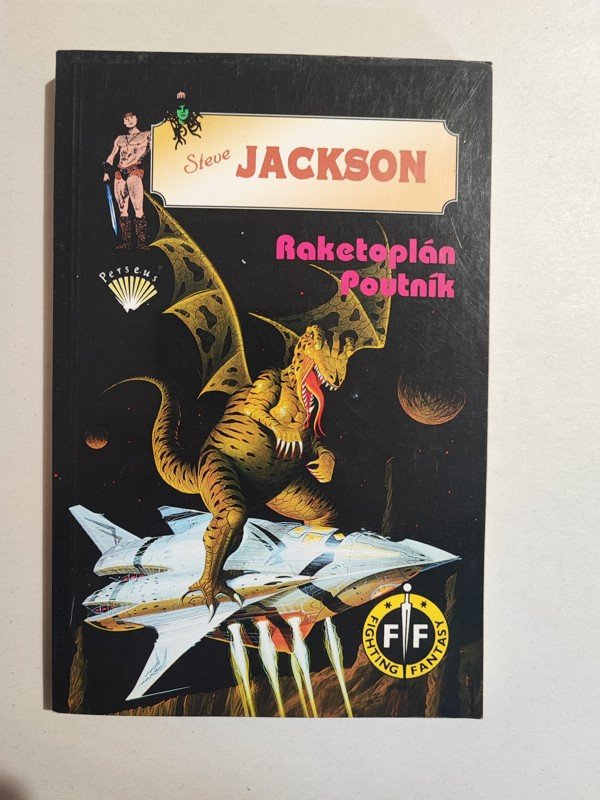 Steve JACKSON
Raketoplán
Poutník
Perseus
FF
FIGHTING FANTASY